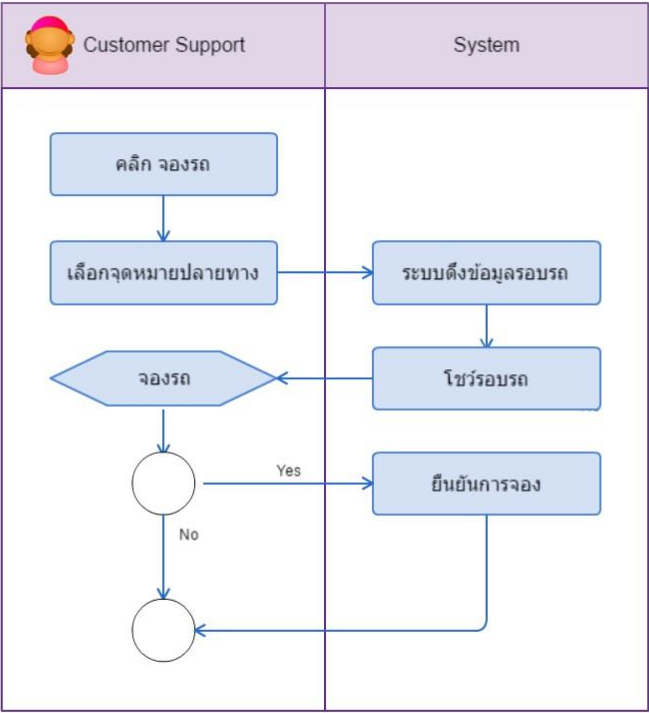 Customer Support
System
คลิก จองรถ
เลือกจุดหมายปลายทาง
ระบบดึงข้อมูลรอบรถ
จองรถ
โชว์รอบรถ
Yes
ยืนยันการจอง
No